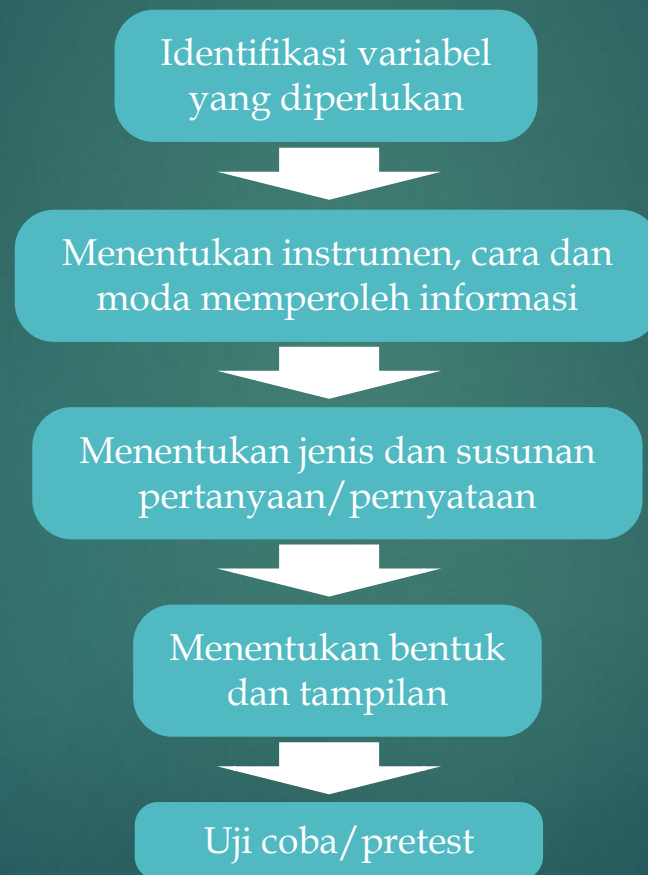 Identifikasi variabel
yang diperlukan
Menentukan instrumen, cara dan
moda memperoleh informasi
Menentukan jenis dan susunan
pertanyaan/pernyataan
Menentukan bentuk
dan tampilan
Uji coba/pretest